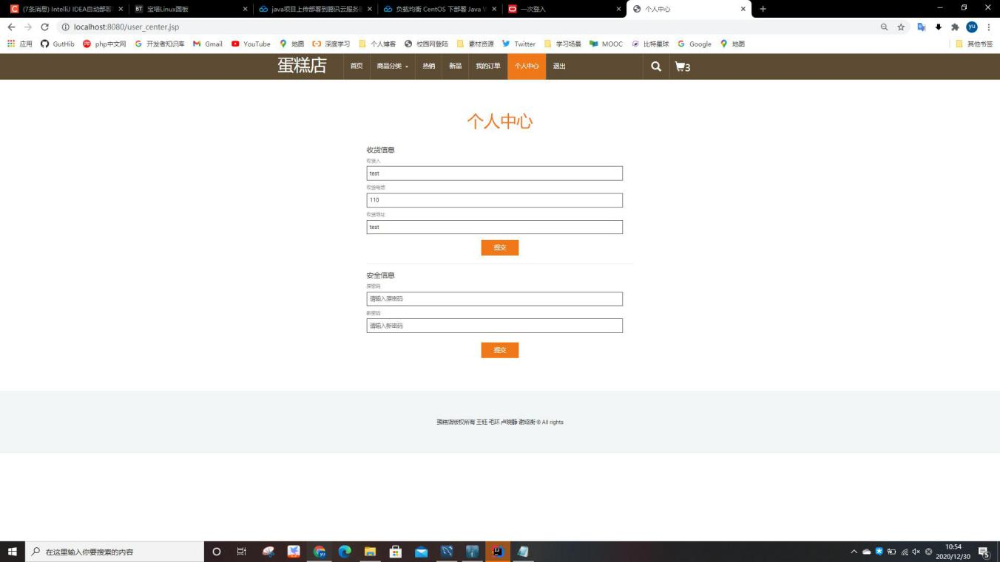 (7条消息) IntelliJ IDEA自动部署
BT 宝塔Linux面板
java项目上传部署到腾讯云服务
负载均衡 CentOS 下部署 Java W
一次登入
个人中心
localhost:8080/user_center.jsp
应用 GutHib php中文网 开发者知识库 Gmail YouTube 地图 深度学习 个人博客 校园网登陆 素材资源 Twitter 学习场景 MOOC 比特星球 Google 地图 其他书签
蛋糕店 首页 商品分类 热销 新品 我的订单 个人中心 退出 3
个人中心
收货信息
收货人
test
收货电话
110
收货地址
test
提交
安全信息
原密码
请输入原密码
新密码
请输入新密码
提交
蛋糕店版权所有 王钰 毛环 卢晓静 谢绍衡 © All rights
在这里输入你要搜索的内容
10:54
2020/12/30
5